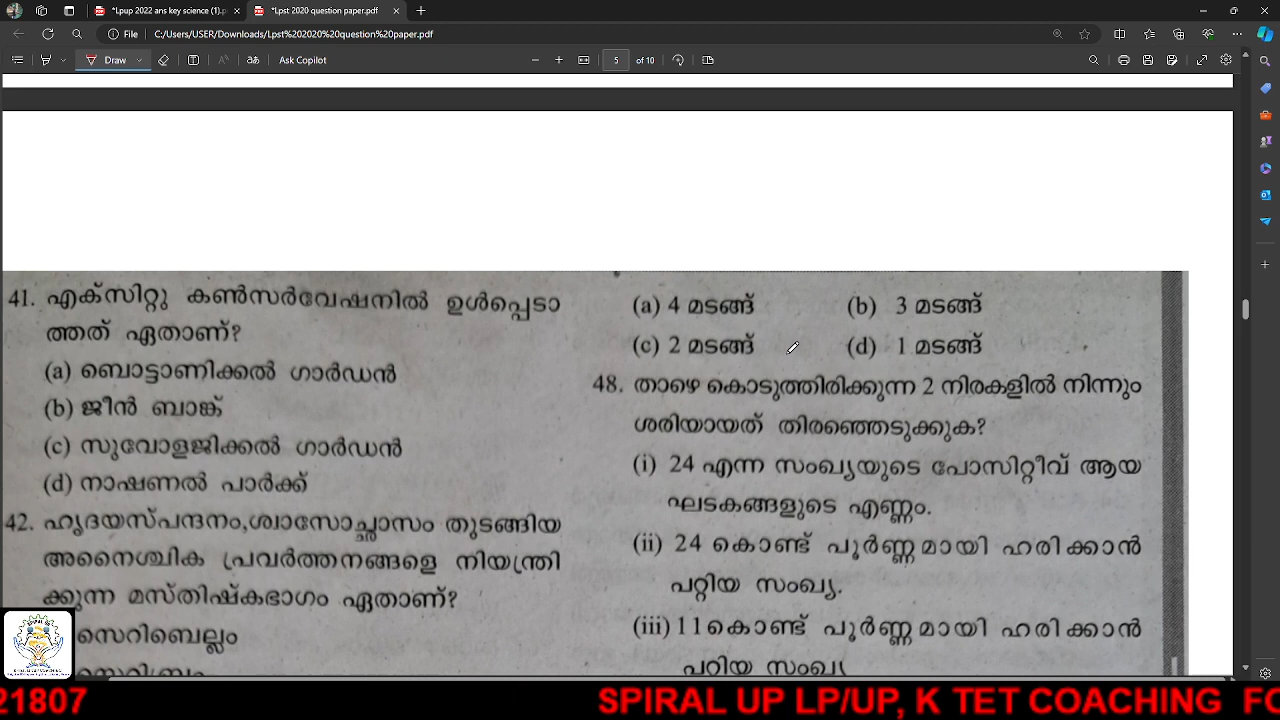 *Lpup 2022 ans key science (1).p
*Lpst 2020 question paper.pdf
File
C:/Users/USER/Downloads/Lpst%202020%20question%20paper.pdf
Draw
Ask Copilot
5 of 10
41. എക്സിറ്റു കൺസർവേഷനിൽ ഉൾപ്പെടാ
ത്തത് ഏതാണ്?
(a) ബൊട്ടാണിക്കൽ ഗാർഡൻ
(b) ജീൻ ബാങ്ക്
(c) സുവോളജിക്കൽ ഗാർഡൻ
(d) നാഷണൽ പാർക്ക്
42. ഹൃദയസ്പന്ദനം,ശ്വാസോച്ഛാസം തുടങ്ങിയ
അനൈശ്ചിക പ്രവർത്തനങ്ങളെ നിയന്ത്രി
ക്കുന്ന മസ്തിഷ്കഭാഗം ഏതാണ്?
സെറിബെല്ലം
(a) 4 മടങ്ങ് (b) 3 മടങ്ങ്
(c) 2 മടങ്ങ് (d) 1 മടങ്ങ്
48. താഴെ കൊടുത്തിരിക്കുന്ന 2 നിരകളിൽ നിന്നും
ശരിയായത് തിരഞ്ഞെടുക്കുക?
(i) 24 എന്ന സംഖ്യയുടെ പോസിറ്റീവ് ആയ
ഘടകങ്ങളുടെ എണ്ണം.
(ii) 24 കൊണ്ട് പൂർണ്ണമായി ഹരിക്കാൻ
പറ്റിയ സംഖ്യ.
(iii) 11കൊണ്ട് പൂർണ്ണമായി ഹരിക്കാൻ
പറ്റിയ സംഖ്യ
21807 SPIRAL UP LP/UP, K TET COACHING FO